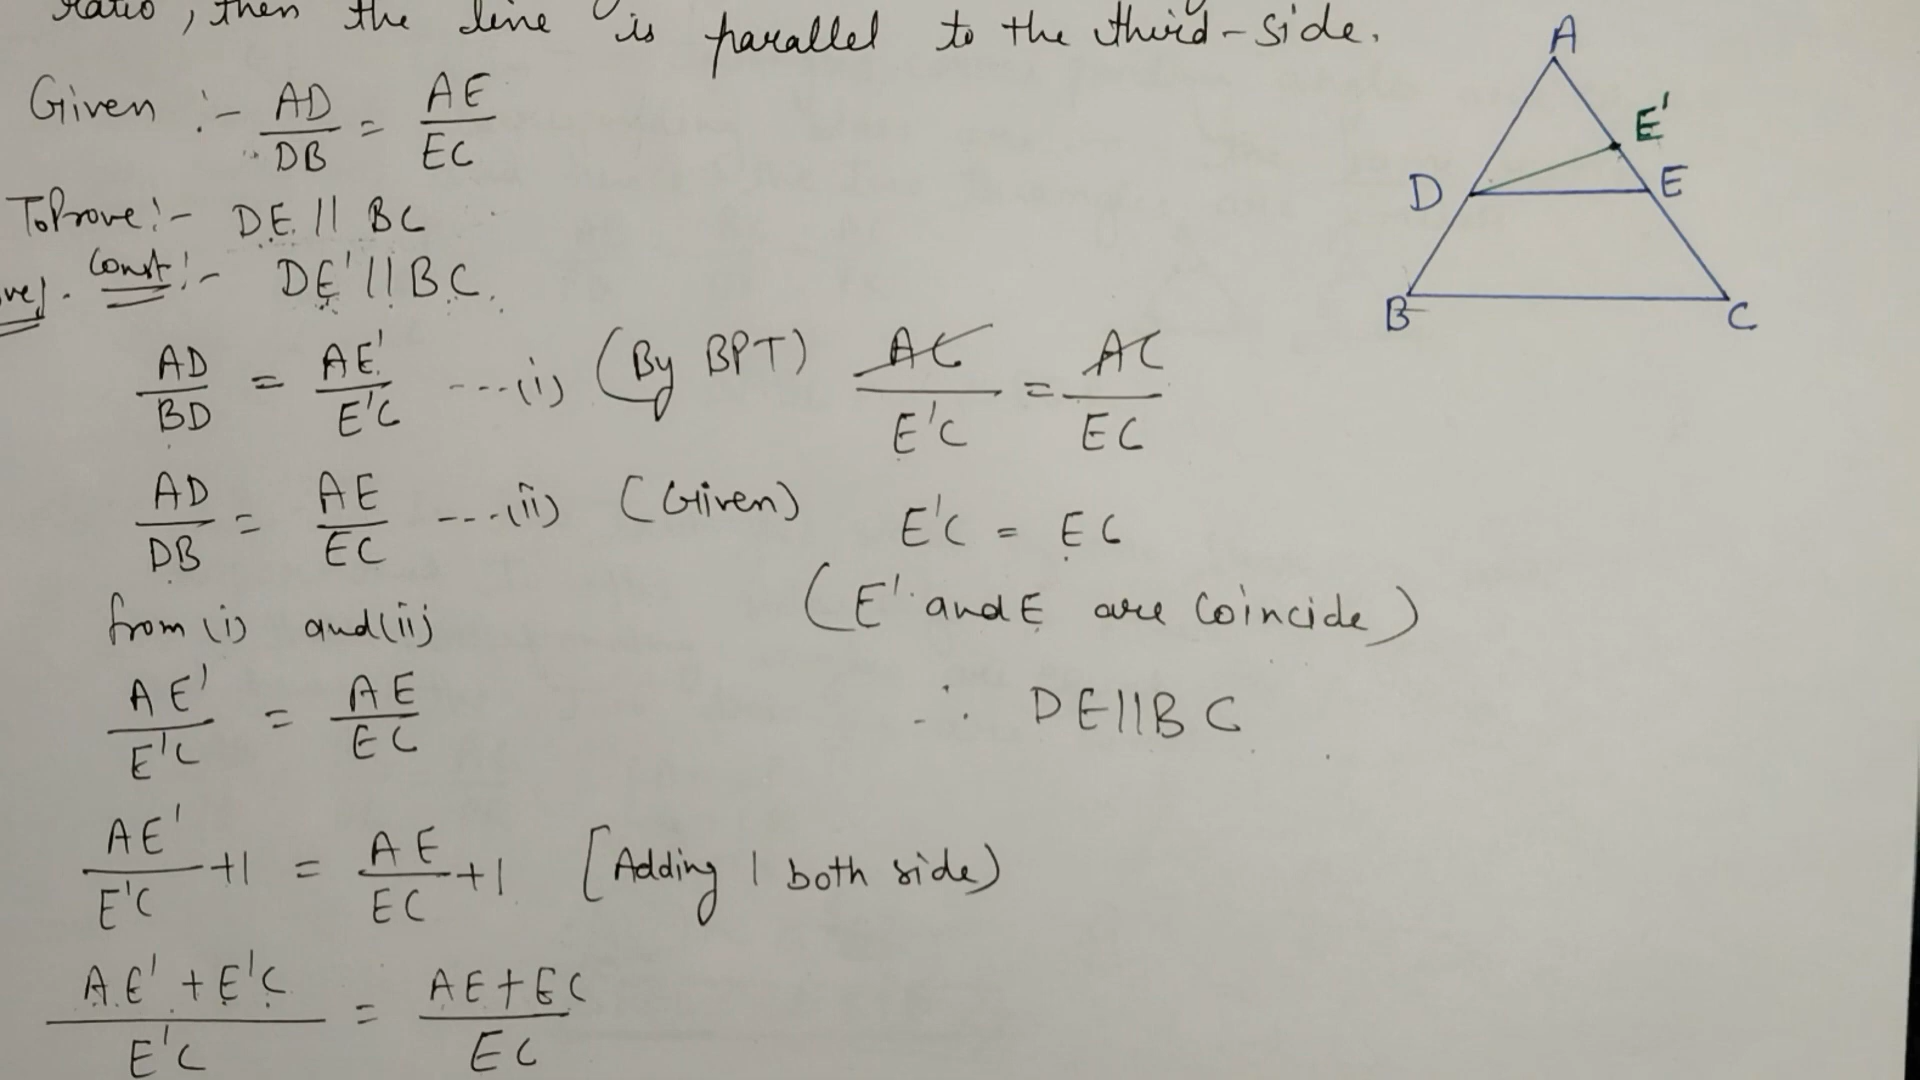 ratio, then the line is parallel to the third-side.
Given :- AD/DB = AE/EC
To Prove:- DE || BC
Const:- DE' || BC.
AD/BD = AE'/E'C ---(i) (By BPT)
AD/DB = AE/EC ---(ii) (Given)
from (i) and (ii)
AE'/E'C = AE/EC
AE'/E'C +1 = AE/EC +1 [Adding 1 both side)
AE' + E'C/E'C = AE+EC/EC
AC/E'C = AC/EC
E'C = EC
(E' and E are coincide)
∴ DE||BC
A
E'
D
E
B
C